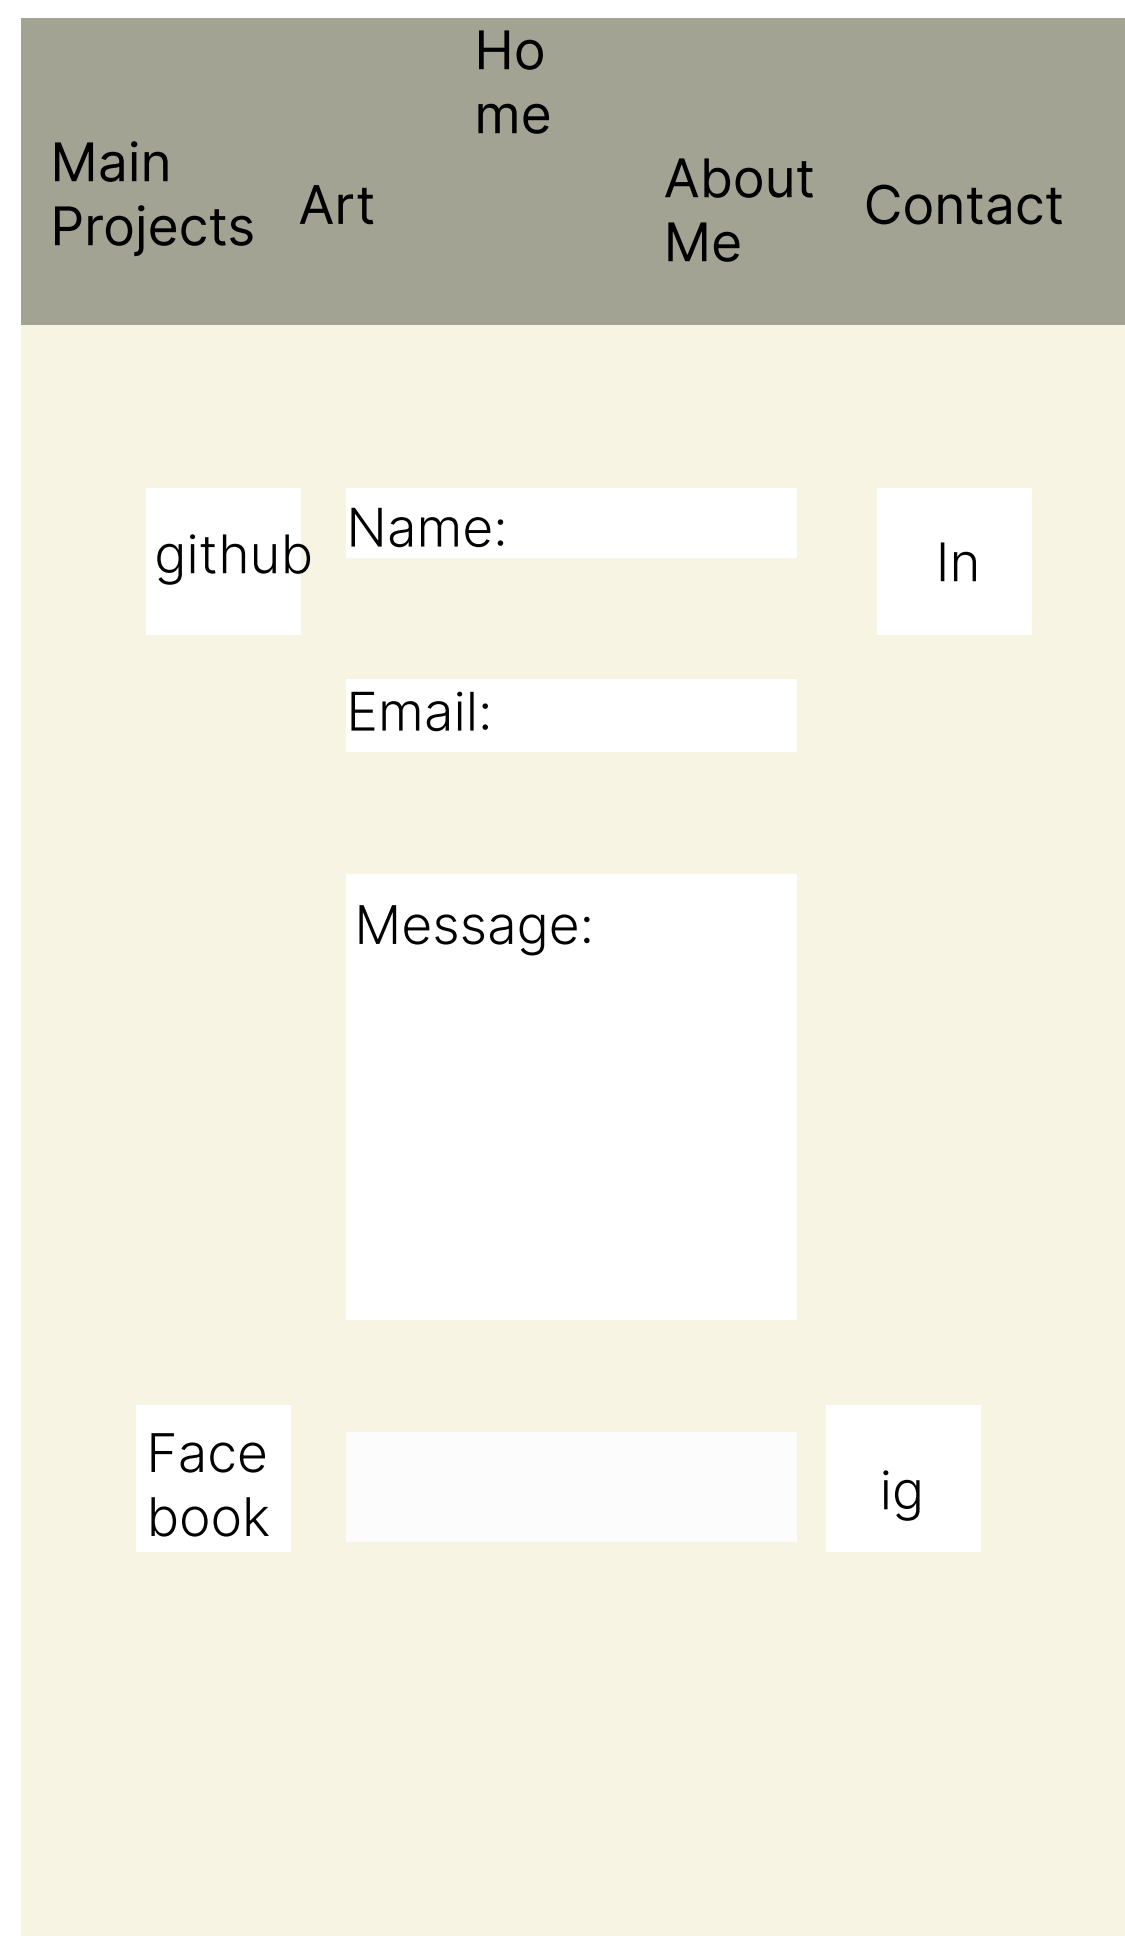 Ho
me
Main
Projects
Art
About
Me
Contact
github
Name:
In
Email:
Message:
Face
book
ig